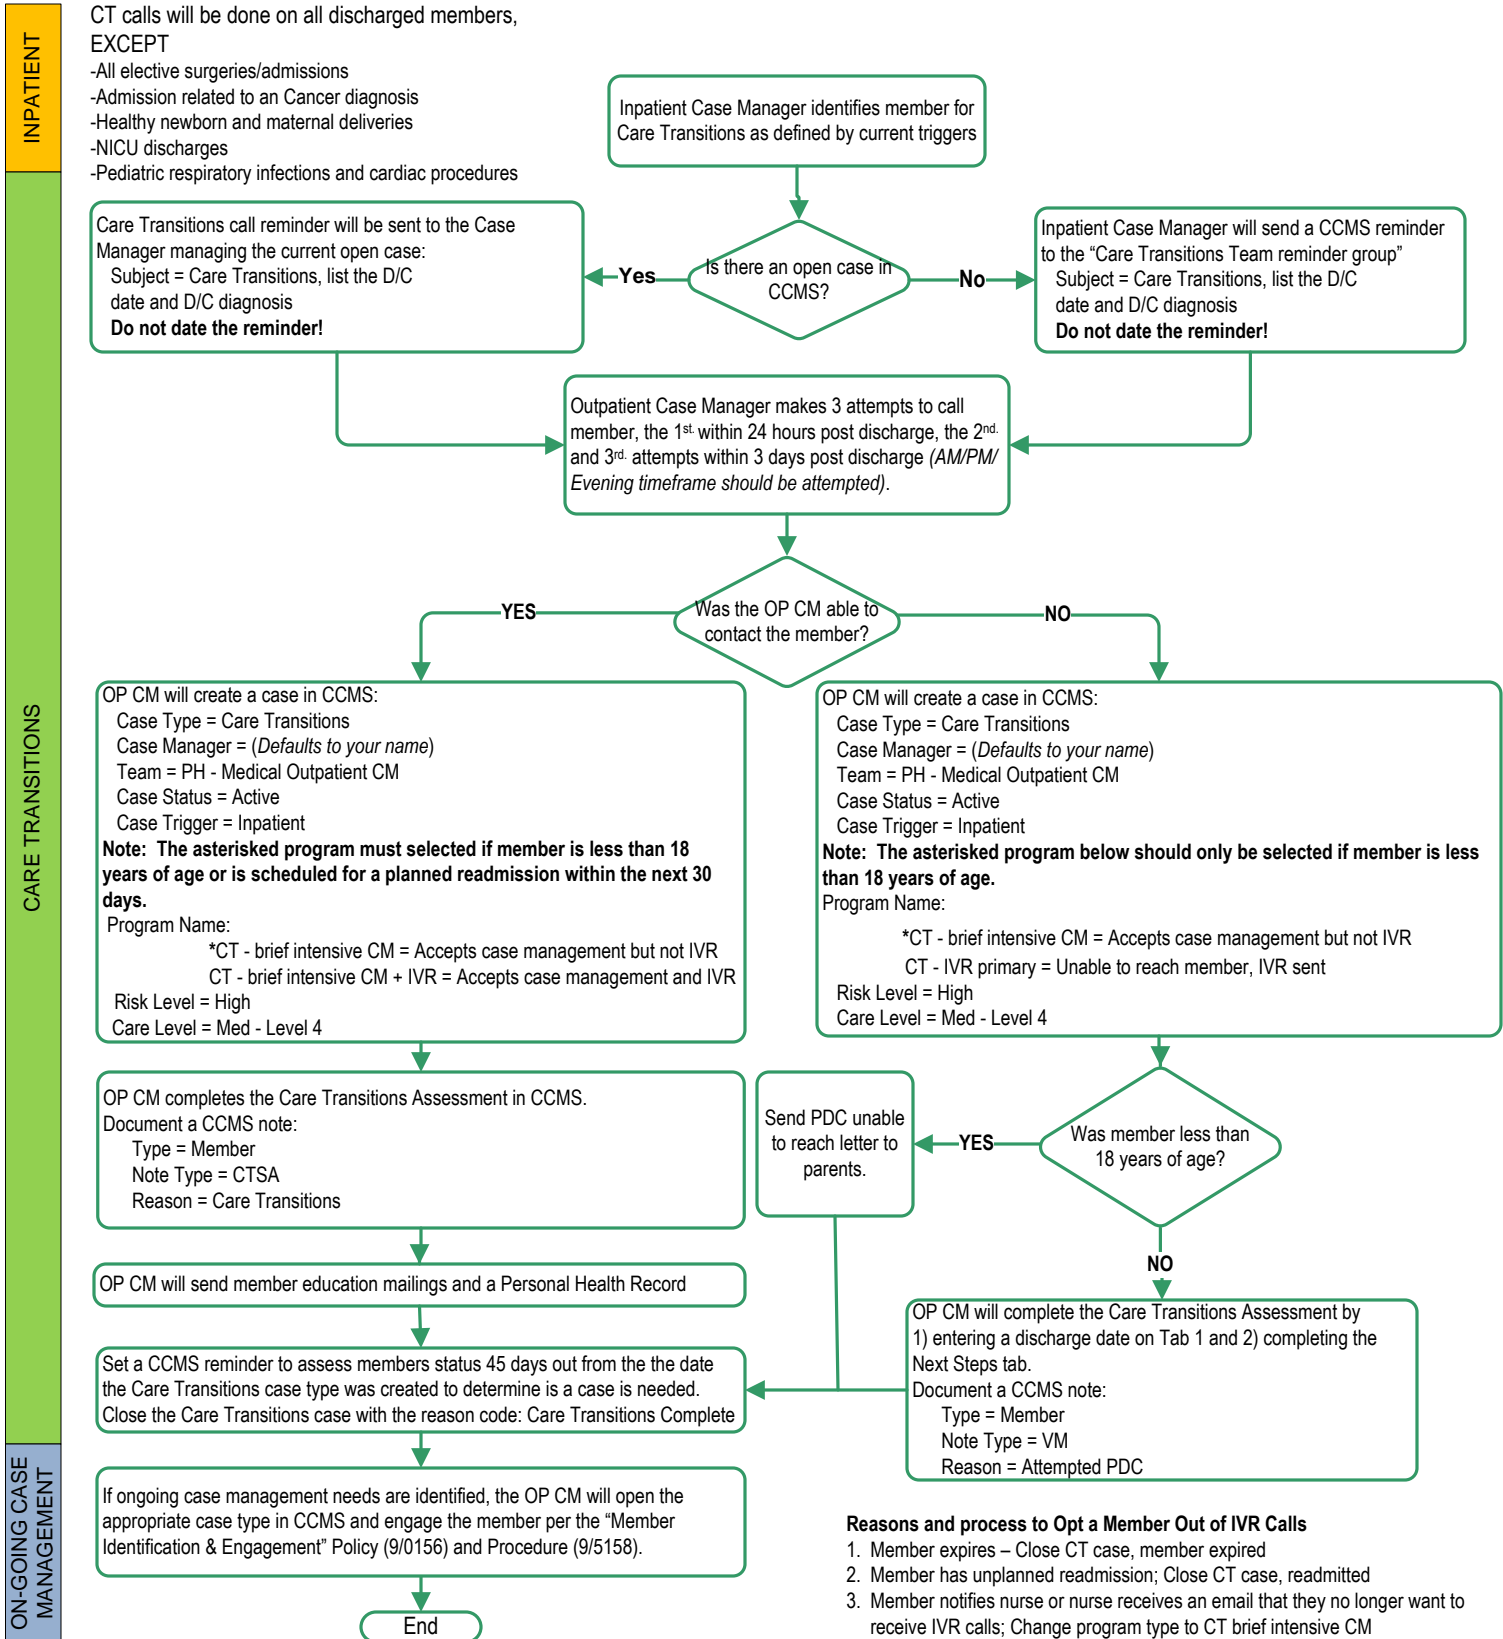 INPATIENT
CT calls will be done on all discharged members,
EXCEPT
-All elective surgeries/admissions
-Admission related to an Cancer diagnosis
-Healthy newborn and maternal deliveries
-NICU discharges
-Pediatric respiratory infections and cardiac procedures
Inpatient Case Manager identifies member for
Care Transitions as defined by current triggers
CARE TRANSITIONS
Care Transitions call reminder will be sent to the Case
Manager managing the current open case:
Subject = Care Transitions, list the D/C
date and D/C diagnosis
Do not date the reminder!
Yes
Is there an open case in
CCMS?
No
Inpatient Case Manager will send a CCMS reminder
to the “Care Transitions Team reminder group”
Subject = Care Transitions, list the D/C
date and D/C diagnosis
Do not date the reminder!
Outpatient Case Manager makes 3 attempts to call
member, the 1st. within 24 hours post discharge, the 2nd.
and 3rd. attempts within 3 days post discharge (AM/PM/
Evening timeframe should be attempted).
YES
Was the OP CM able to
contact the member?
NO
OP CM will create a case in CCMS:
Case Type = Care Transitions
Case Manager = (Defaults to your name)
Team = PH - Medical Outpatient CM
Case Status = Active
Case Trigger = Inpatient
Note: The asterisked program must selected if member is less than 18
years of age or is scheduled for a planned readmission within the next 30
days.
Program Name:
*CT - brief intensive CM = Accepts case management but not IVR
CT - brief intensive CM + IVR = Accepts case management and IVR
Risk Level = High
Care Level = Med - Level 4
OP CM will create a case in CCMS:
Case Type = Care Transitions
Case Manager = (Defaults to your name)
Team = PH - Medical Outpatient CM
Case Status = Active
Case Trigger = Inpatient
Note: The asterisked program below should only be selected if member is less
than 18 years of age.
Program Name:
*CT - brief intensive CM = Accepts case management but not IVR
CT - IVR primary = Unable to reach member, IVR sent
Risk Level = High
Care Level = Med - Level 4
OP CM completes the Care Transitions Assessment in CCMS.
Document a CCMS note:
Type = Member
Note Type = CTSA
Reason = Care Transitions
Send PDC unable
to reach letter to
parents.
YES
Was member less than
18 years of age?
NO
OP CM will send member education mailings and a Personal Health Record
OP CM will complete the Care Transitions Assessment by
1) entering a discharge date on Tab 1 and 2) completing the
Next Steps tab.
Document a CCMS note:
Type = Member
Note Type = VM
Reason = Attempted PDC
Set a CCMS reminder to assess members status 45 days out from the the date
the Care Transitions case type was created to determine is a case is needed.
Close the Care Transitions case with the reason code: Care Transitions Complete
ON-GOING CASE
MANAGEMENT
If ongoing case management needs are identified, the OP CM will open the
appropriate case type in CCMS and engage the member per the “Member
Identification & Engagement” Policy (9/0156) and Procedure (9/5158).
End
Reasons and process to Opt a Member Out of IVR Calls
1. Member expires – Close CT case, member expired
2. Member has unplanned readmission; Close CT case, readmitted
3. Member notifies nurse or nurse receives an email that they no longer want to
receive IVR calls; Change program type to CT brief intensive CM